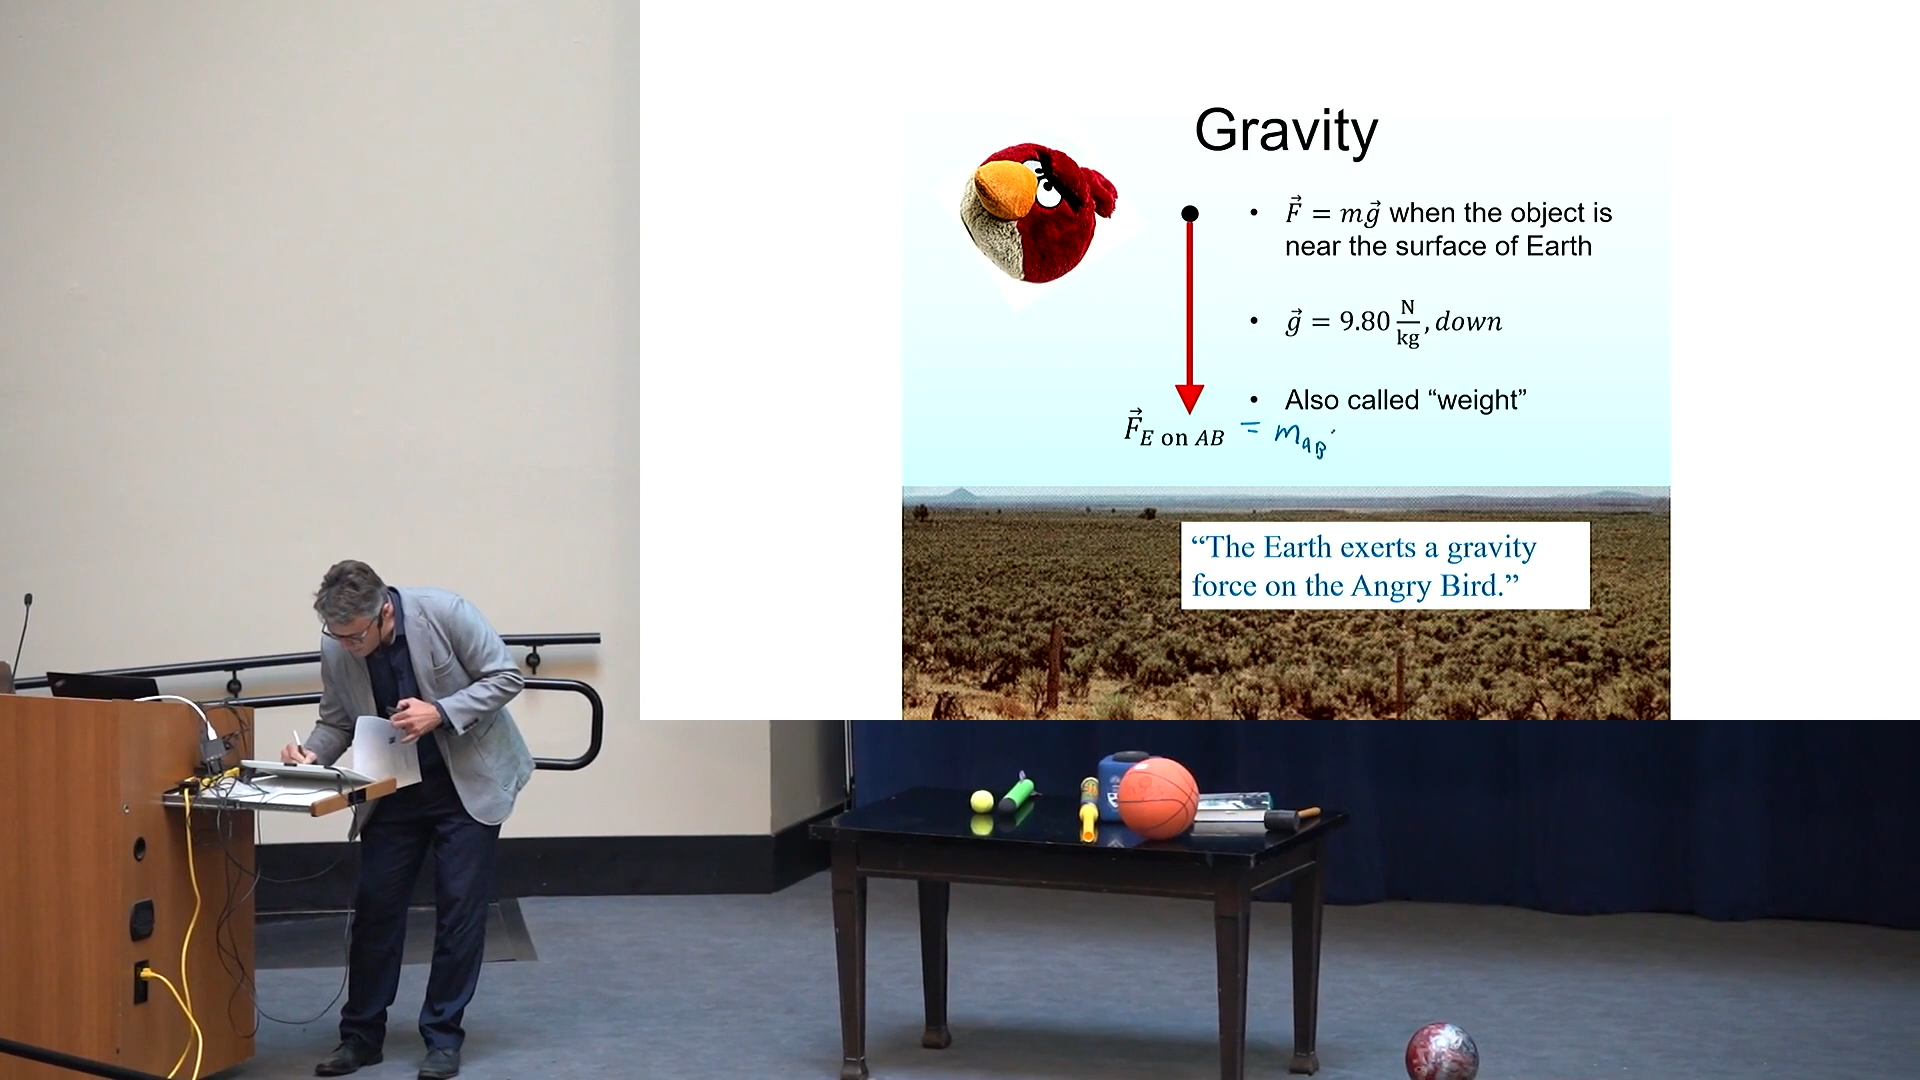 Gravity
• F⃗ = mg⃗ when the object is
near the surface of Earth
• g⃗ = 9.80 N/kg, down
• Also called “weight”
F⃗ E on AB = mAB
“The Earth exerts a gravity
force on the Angry Bird.”